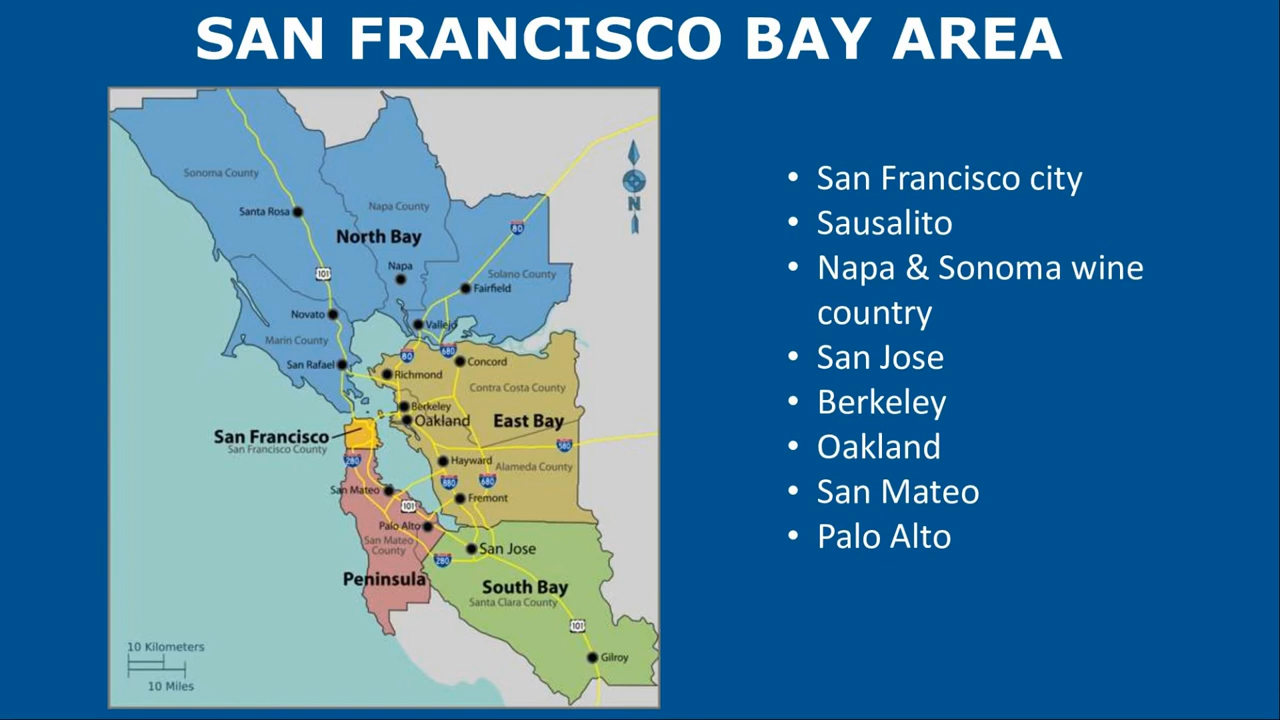 SAN FRANCISCO BAY AREA
Sonoma County
Santa Rosa
Napa County
North Bay
N
80
101
Napa
Solano County
Fairfield
Novato
Vallejo
Marin County
San Rafael
80
680
Concord
Richmond
Contra Costa County
Berkeley
Oakland
East Bay
San Francisco
San Francisco County
580
280
Hayward
Alameda County
880
680
San Mateo
Fremont
101
Palo Alto
San Mateo
County
San Jose
280
Peninsula
South Bay
Santa Clara County
101
10 Kilometers
Gilroy
10 Miles
• San Francisco city
• Sausalito
• Napa & Sonoma wine
country
• San Jose
• Berkeley
• Oakland
• San Mateo
• Palo Alto